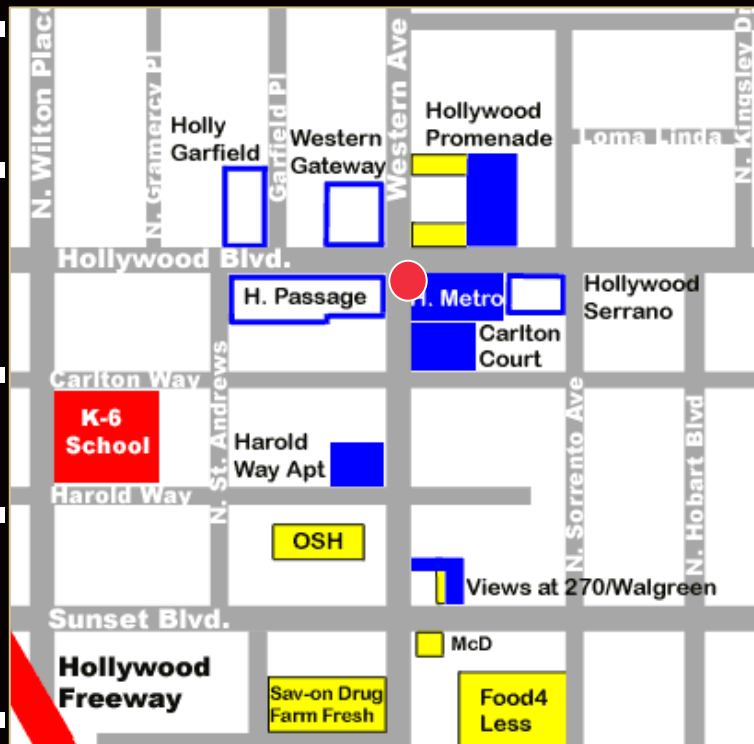 N. Wilton Place
N. Gramercy Pl
Garfield Pl
Western Ave
N. Kingsley Dr
Holly
Garfield
Western
Gateway
Hollywood
Promenade
Loma Linda
Hollywood Blvd.
H. Passage
H. Metro
Hollywood
Serrano
Carlton
Court
Carlton Way
K-6
School
N. St. Andrews
Harold
Way Apt
N. Sorrento Ave
N. Hobart Blvd
Harold Way
OSH
Views at 270/Walgreen
Sunset Blvd.
McD
Hollywood
Freeway
Sav-on Drug
Farm Fresh
Food4
Less